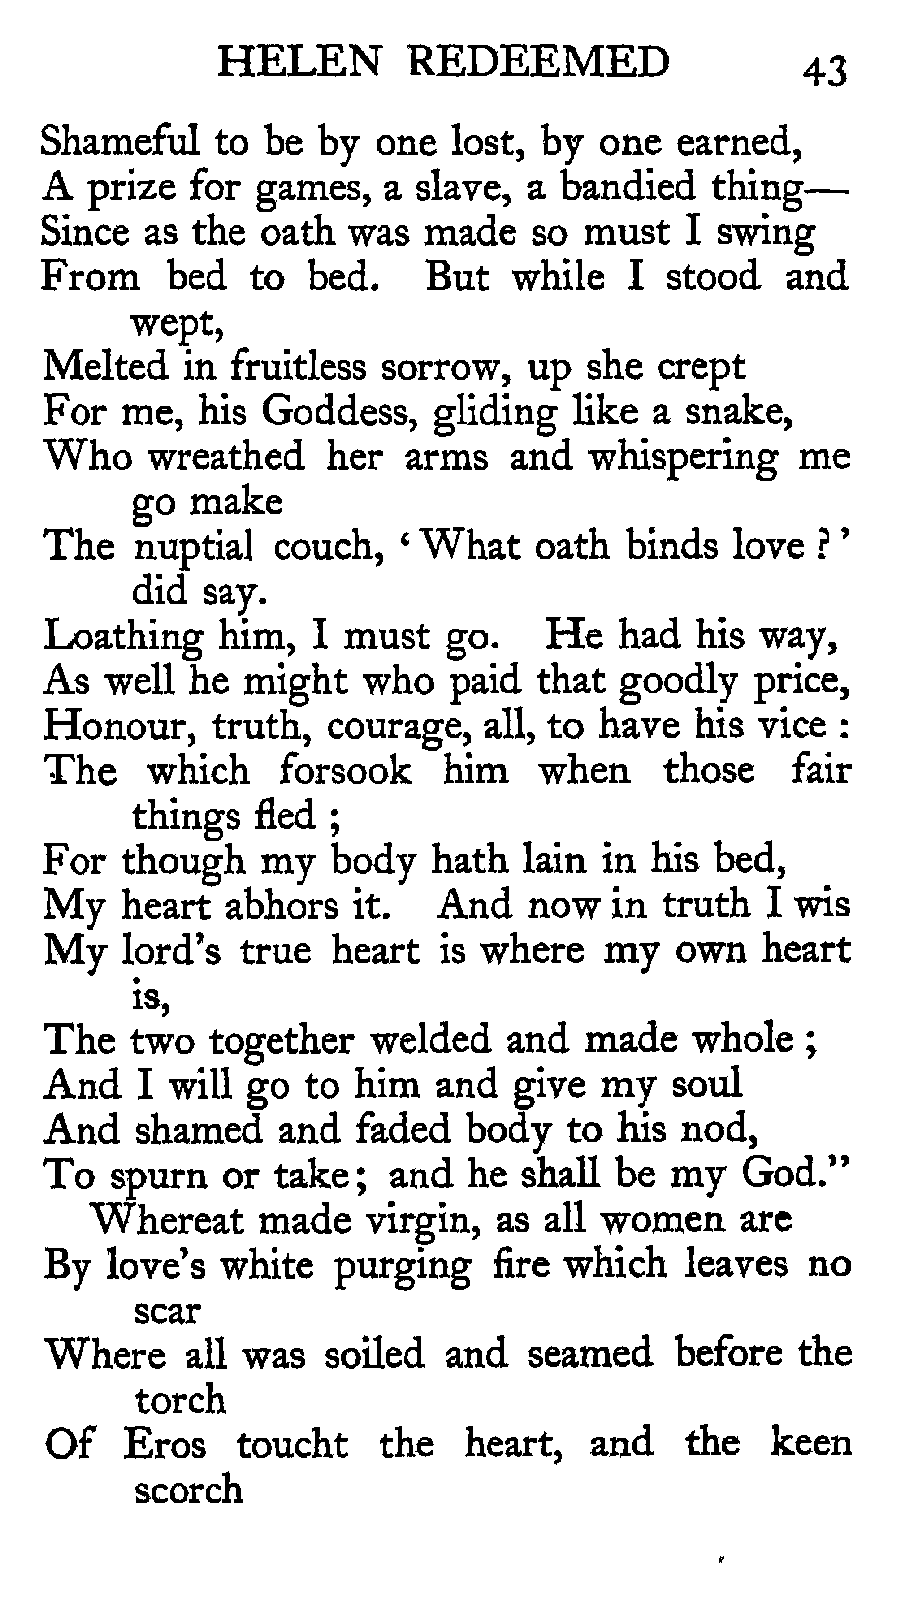 HELEN REDEEMED 43
Shameful to be by one lost, by one earned,
A prize for games, a slave, a bandied thing—
Since as the oath was made so must I swing
From bed to bed. But while I stood and
wept,
Melted in fruitless sorrow, up she crept
For me, his Goddess, gliding like a snake,
Who wreathed her arms and whispering me
go make
The nuptial couch, ‘What oath binds love?’
did say.
Loathing him, I must go. He had his way,
As well he might who paid that goodly price,
Honour, truth, courage, all, to have his vice :
The which forsook him when those fair
things fled ;
For though my body hath lain in his bed,
My heart abhors it. And now in truth I wis
My lord’s true heart is where my own heart
is,
The two together welded and made whole ;
And I will go to him and give my soul
And shamed and faded body to his nod,
To spurn or take; and he shall be my God.”
Whereat made virgin, as all women are
By love’s white purging fire which leaves no
scar
Where all was soiled and seamed before the
torch
Of Eros toucht the heart, and the keen
scorch